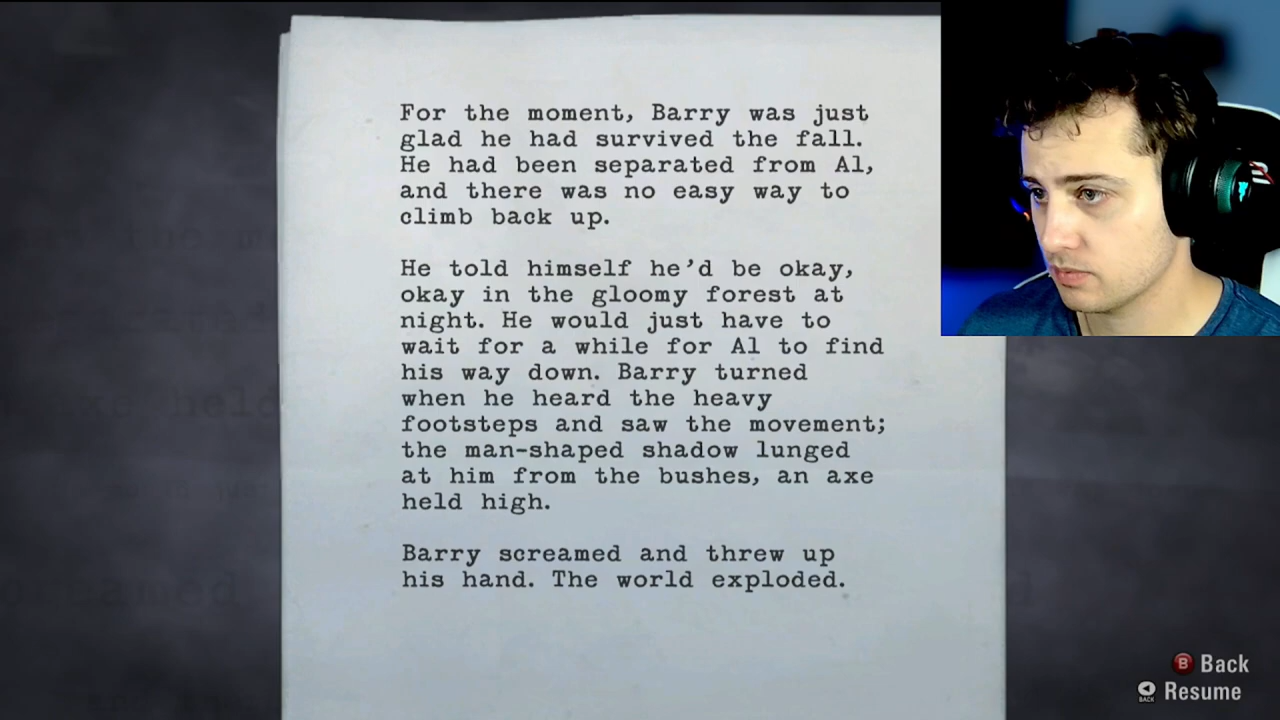 For the moment, Barry was just
glad he had survived the fall.
He had been separated from Al,
and there was no easy way to
climb back up.
He told himself he'd be okay,
okay in the gloomy forest at
night. He would just have to
wait for a while for Al to find
his way down. Barry turned
when he heard the heavy
footsteps and saw the movement;
the man-shaped shadow lunged
at him from the bushes, an axe
held high.
Barry screamed and threw up
his hand. The world exploded.
B Back
BACK Resume